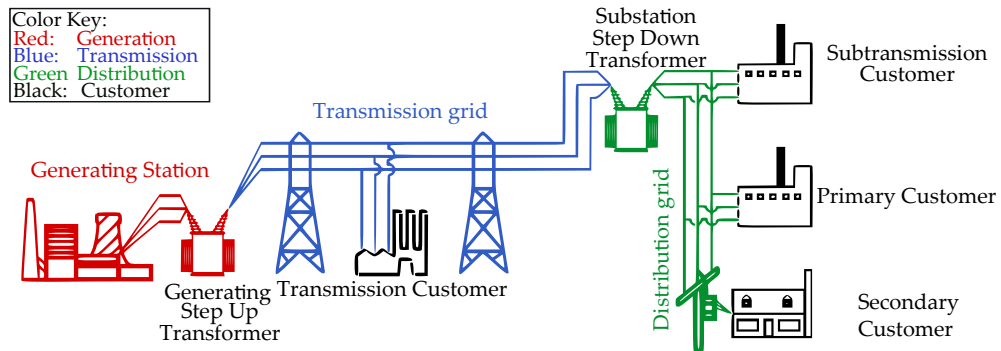 Color Key:
Red: Generation
Blue: Transmission
Green Distribution
Black: Customer
Substation
Step Down
Transformer
Subtransmission
Customer
Transmission grid
Generating Station
Primary Customer
Distribution grid
Transmission Customer
Generating
Step Up
Transformer
Secondary
Customer